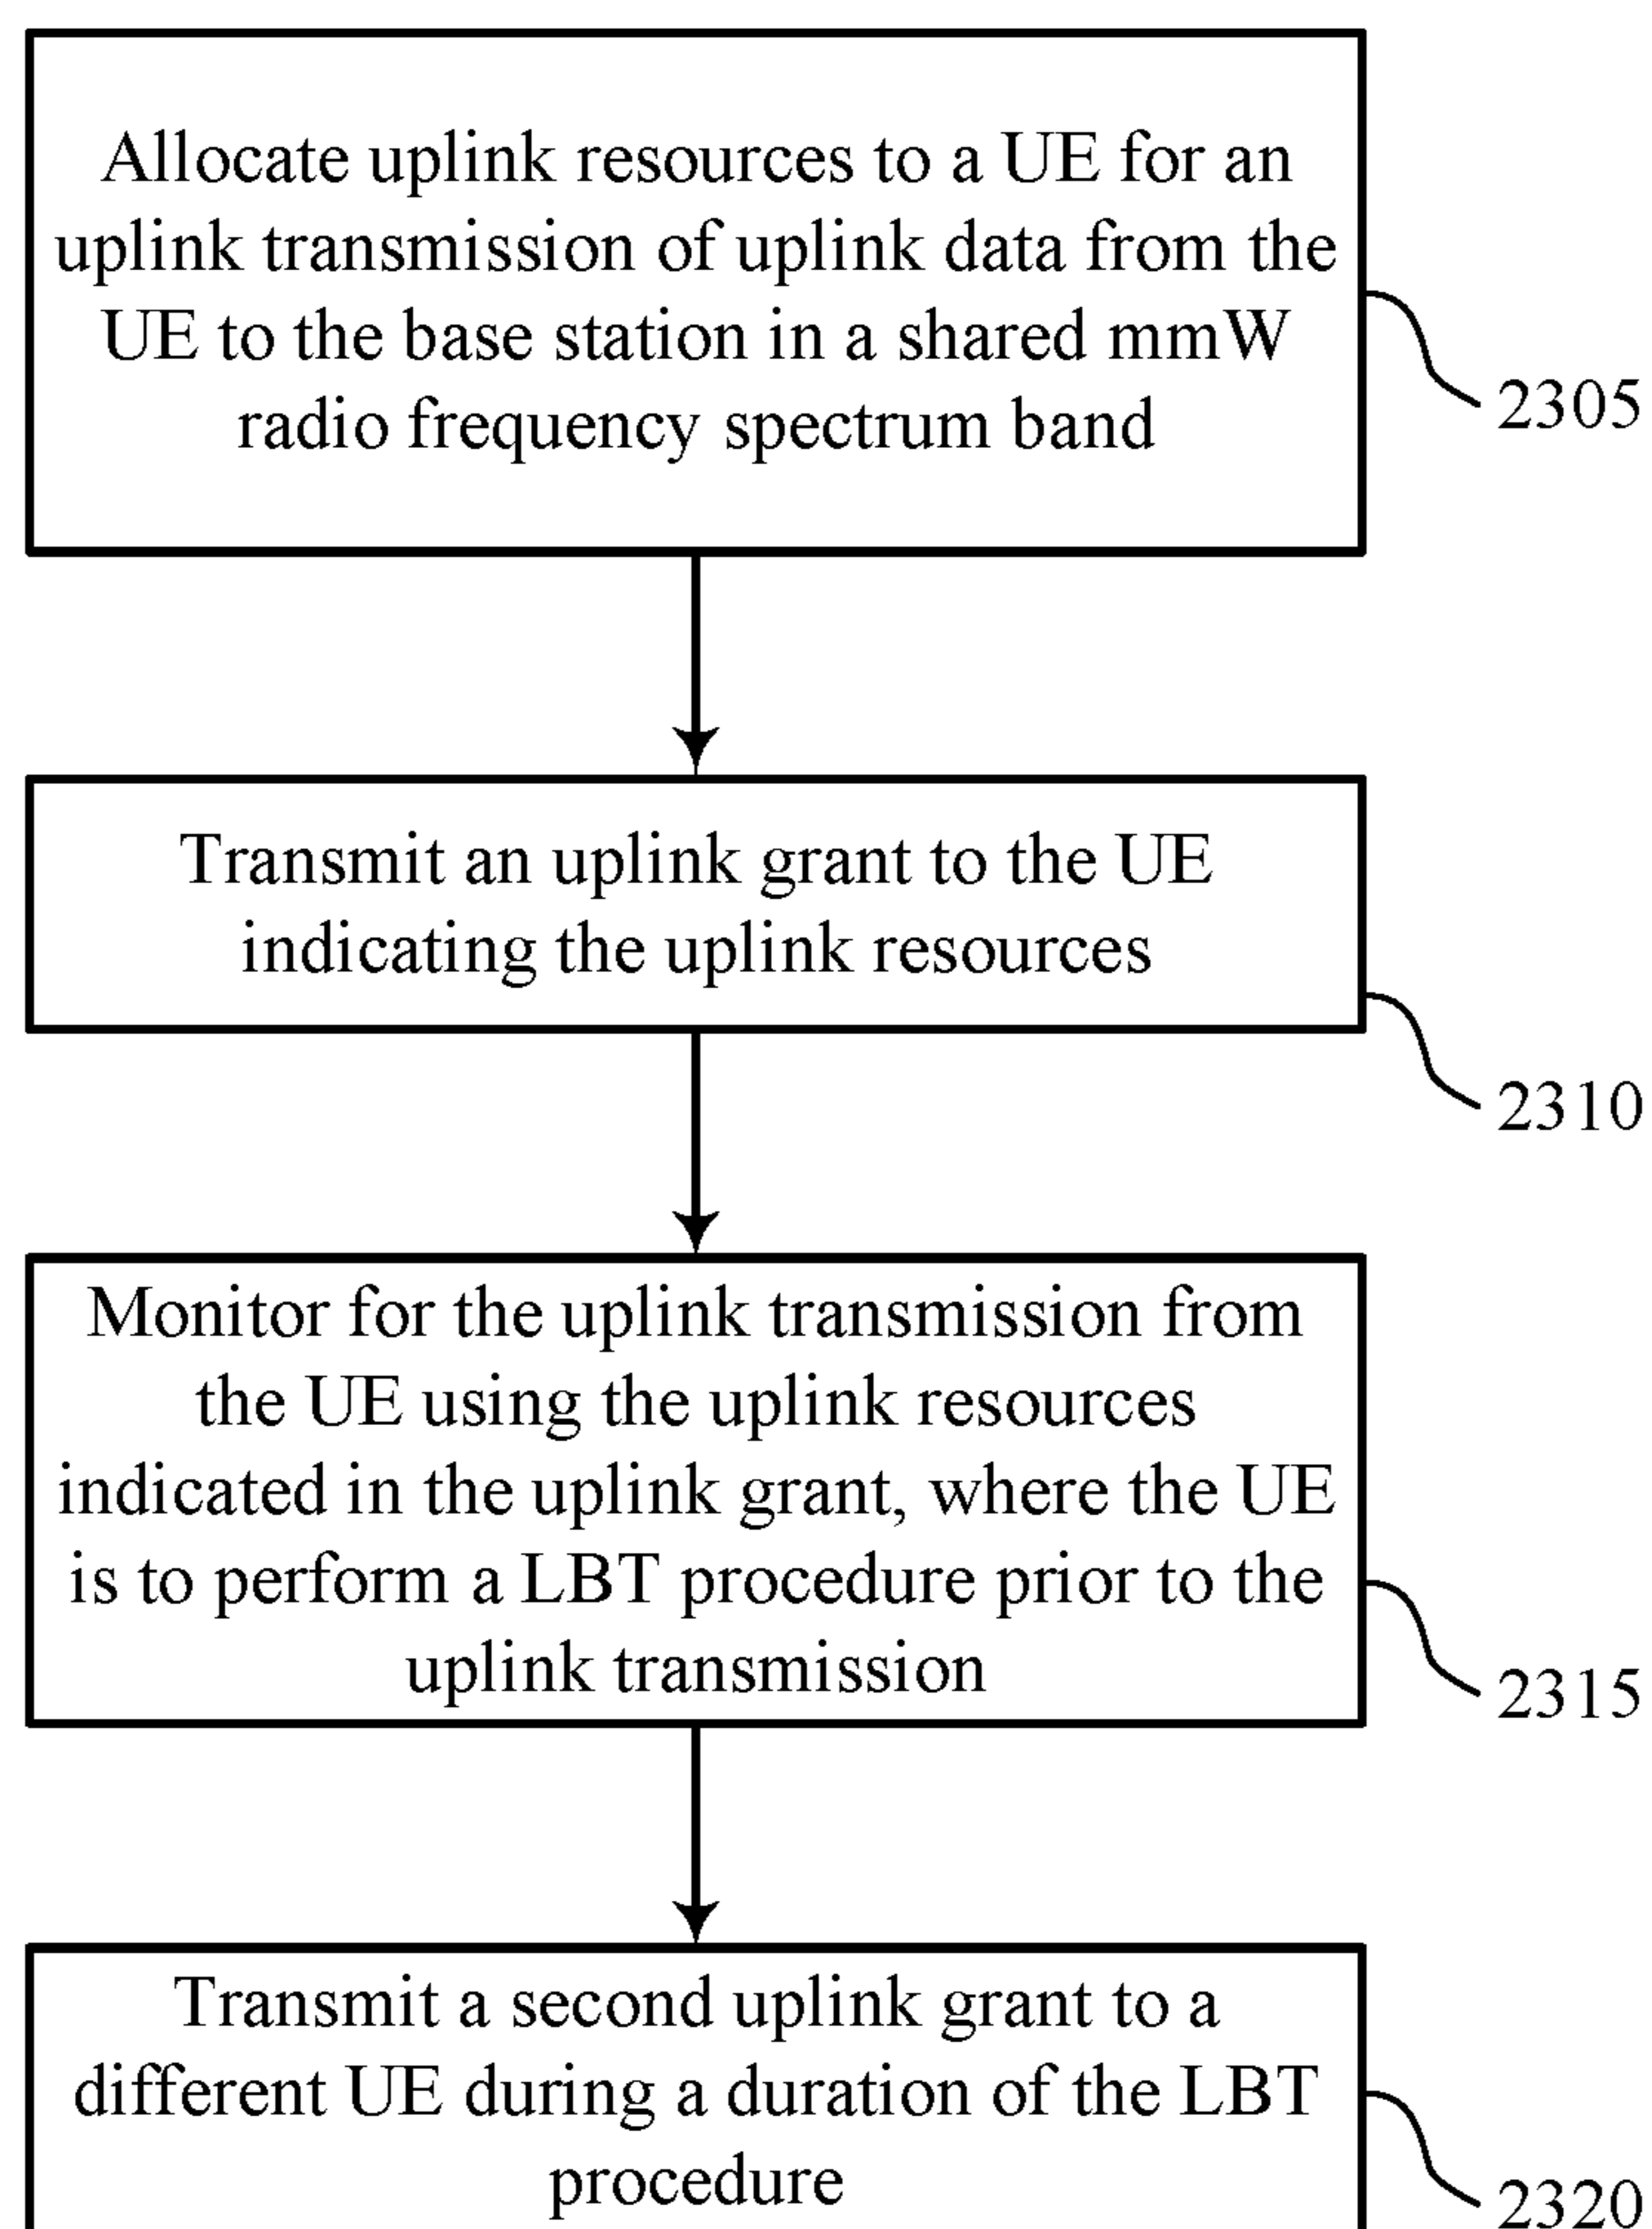 Allocate uplink resources to a UE for an
uplink transmission of uplink data from the
UE to the base station in a shared mmW
radio frequency spectrum band
2305
Transmit an uplink grant to the UE
indicating the uplink resources
2310
Monitor for the uplink transmission from
the UE using the uplink resources
indicated in the uplink grant, where the UE
is to perform a LBT procedure prior to the
uplink transmission
2315
Transmit a second uplink grant to a
different UE during a duration of the LBT
procedure
2320